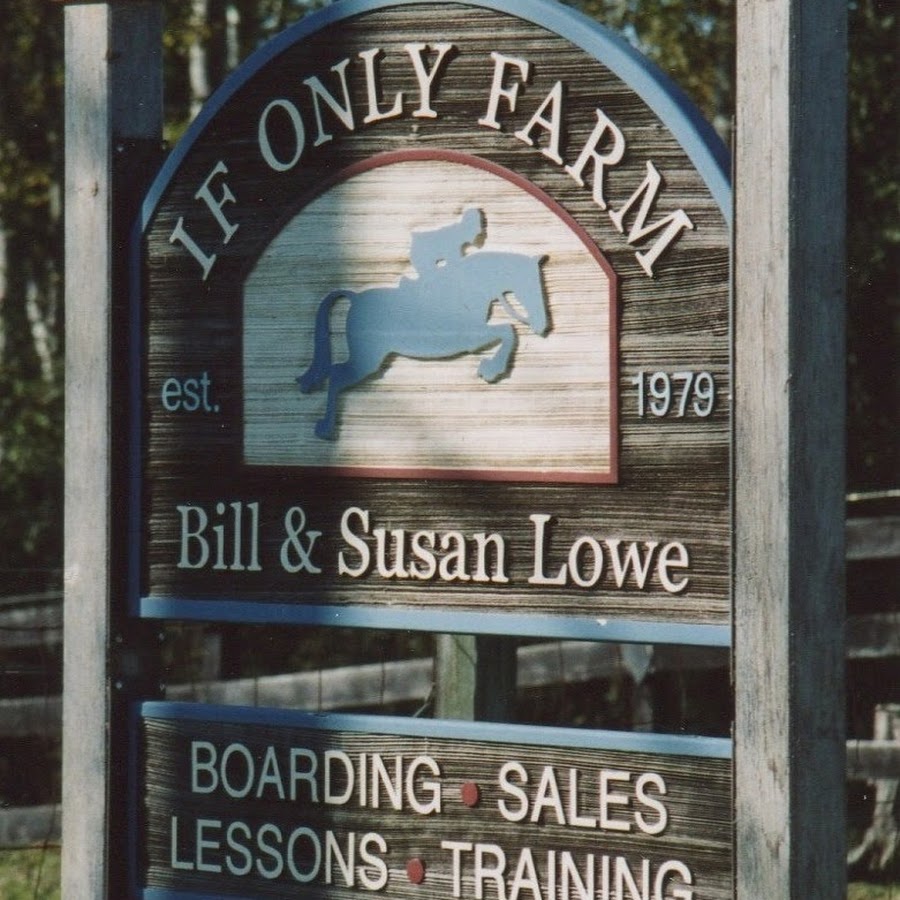 IF ONLY FARM
est. 1979
Bill & Susan Lowe
BOARDING • SALES
LESSONS • TRAINING